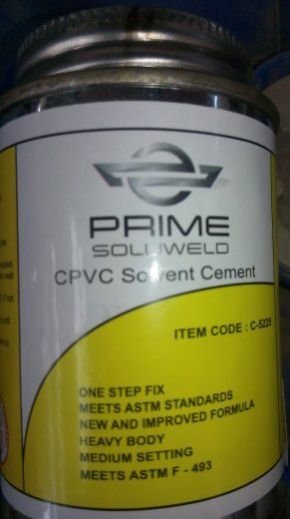 PRIME
SOLUWELD
CPVC Solvent Cement
ITEM CODE : C-5225
ONE STEP FIX
MEETS ASTM STANDARDS
NEW AND IMPROVED FORMULA
HEAVY BODY
MEDIUM SETTING
MEETS ASTM F - 493